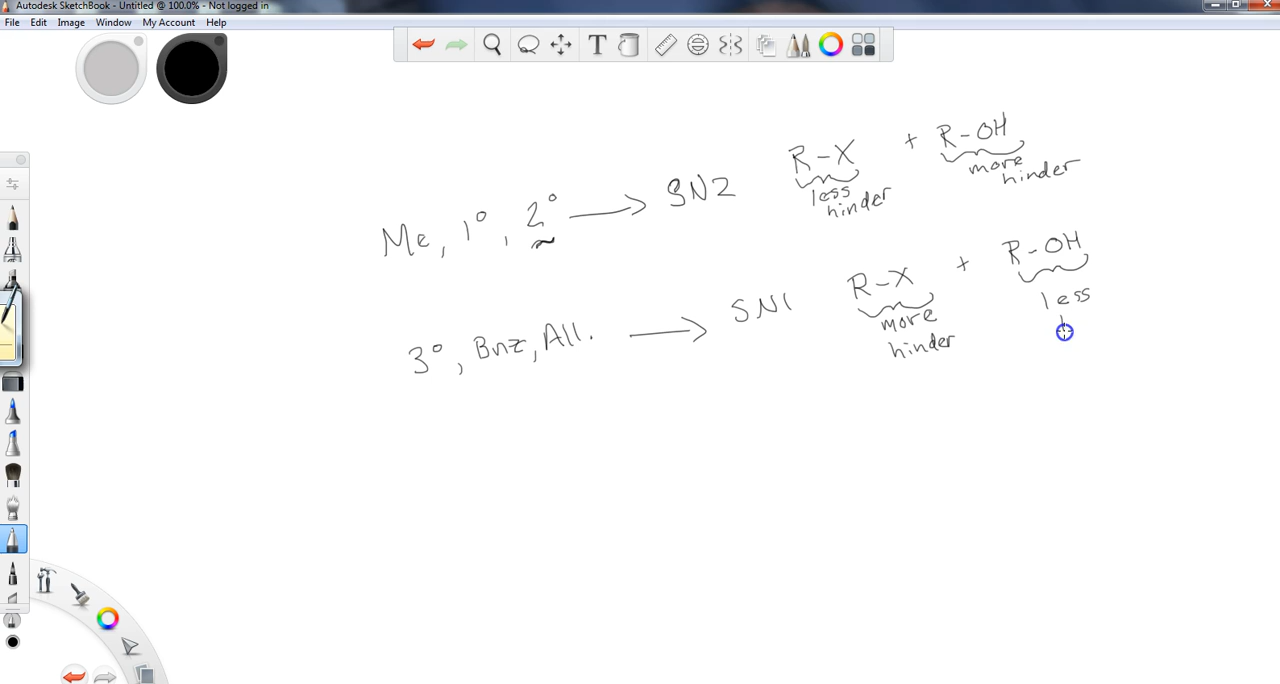 Autodesk SketchBook - Untitled @ 100.0% - Not logged in
File Edit Image Window My Account Help
T
Me, 1°, 2° → SN2 R-X + R-OH
less hinder
more hinder
3°, Bnz, All. → SN1 R-X + R-OH
more hinder
less